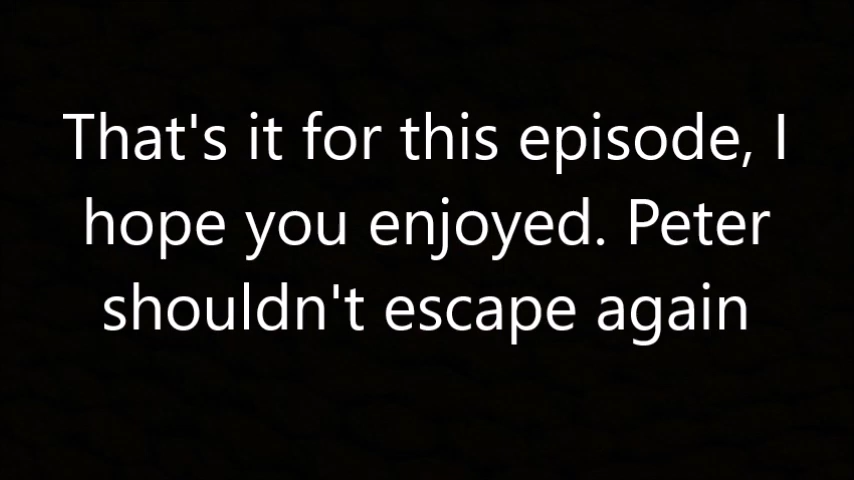 That's it for this episode, I
hope you enjoyed. Peter
shouldn't escape again